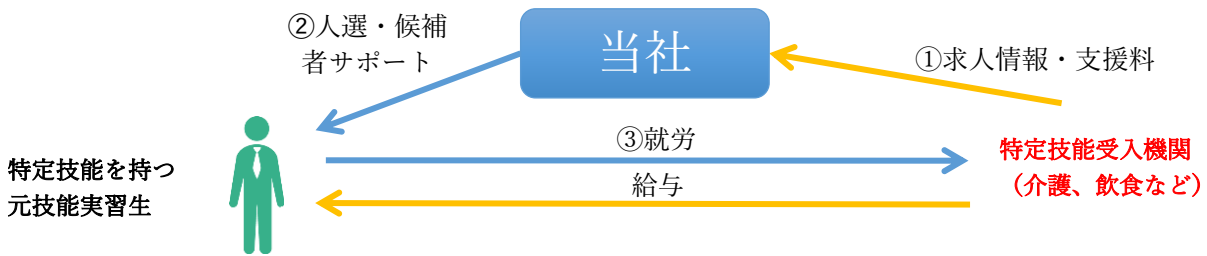 ②人選・候補
者サポート
当社
①求人情報・支援料
③就労
給与
特定技能を持つ
元技能実習生
特定技能受入機関
（介護、飲食など）